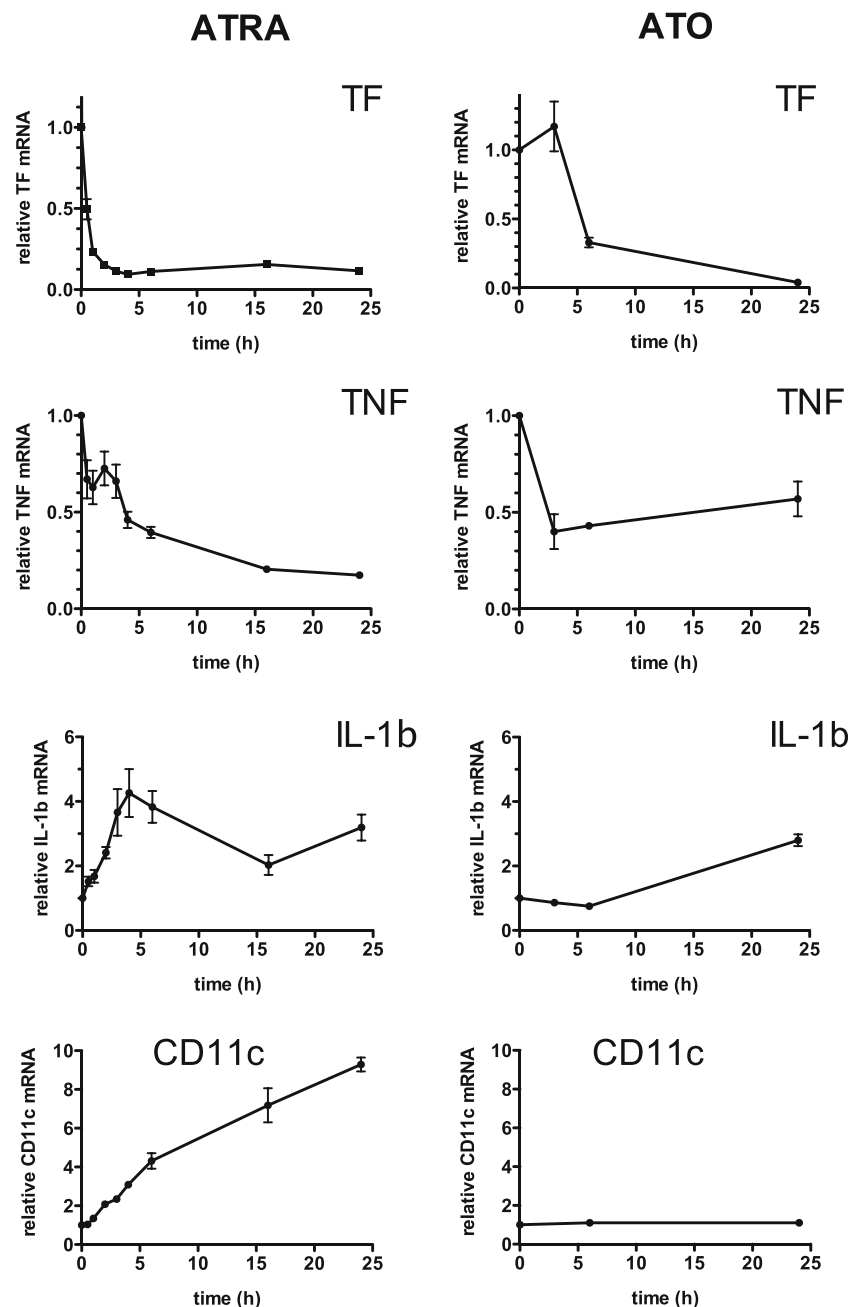 ATRA ATO
TF TF
relative TF mRNA
1.0
0.5
0.0
0 5 10 15 20 25
time (h)
relative TF mRNA
1.0
0.5
0.0
0 5 10 15 20 25
time (h)
TNF TNF
relative TNF mRNA
1.0
0.5
0.0
0 5 10 15 20 25
time (h)
relative TNF mRNA
1.0
0.5
0.0
0 5 10 15 20 25
time (h)
IL-1b IL-1b
relative IL-1b mRNA
6
4
2
0
0 5 10 15 20 25
time (h)
relative IL-1b mRNA
6
4
2
0
0 5 10 15 20 25
time (h)
CD11c CD11c
relative CD11c mRNA
10
8
6
4
2
0
0 5 10 15 20 25
time (h)
relative CD11c mRNA
10
8
6
4
2
0
0 5 10 15 20 25
time (h)